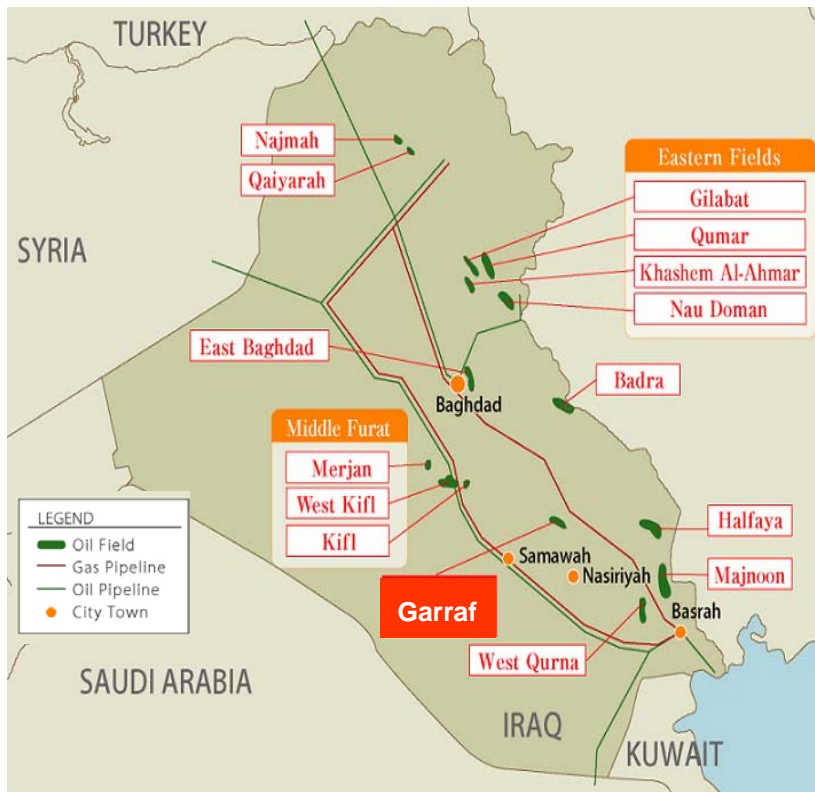 TURKEY
Najmah
Qaiyarah
Eastern Fields
Gilabat
Qumar
Khashem Al-Ahmar
Nau Doman
SYRIA
East Baghdad
Badra
Baghdad
Middle Furat
Merjan
West Kifl
Kifl
Halfaya
LEGEND
Oil Field
Gas Pipeline
Oil Pipeline
City Town
Samawah
Nasiriyah
Majnoon
Garraf
Basrah
West Qurna
SAUDI ARABIA
IRAQ
KUWAIT